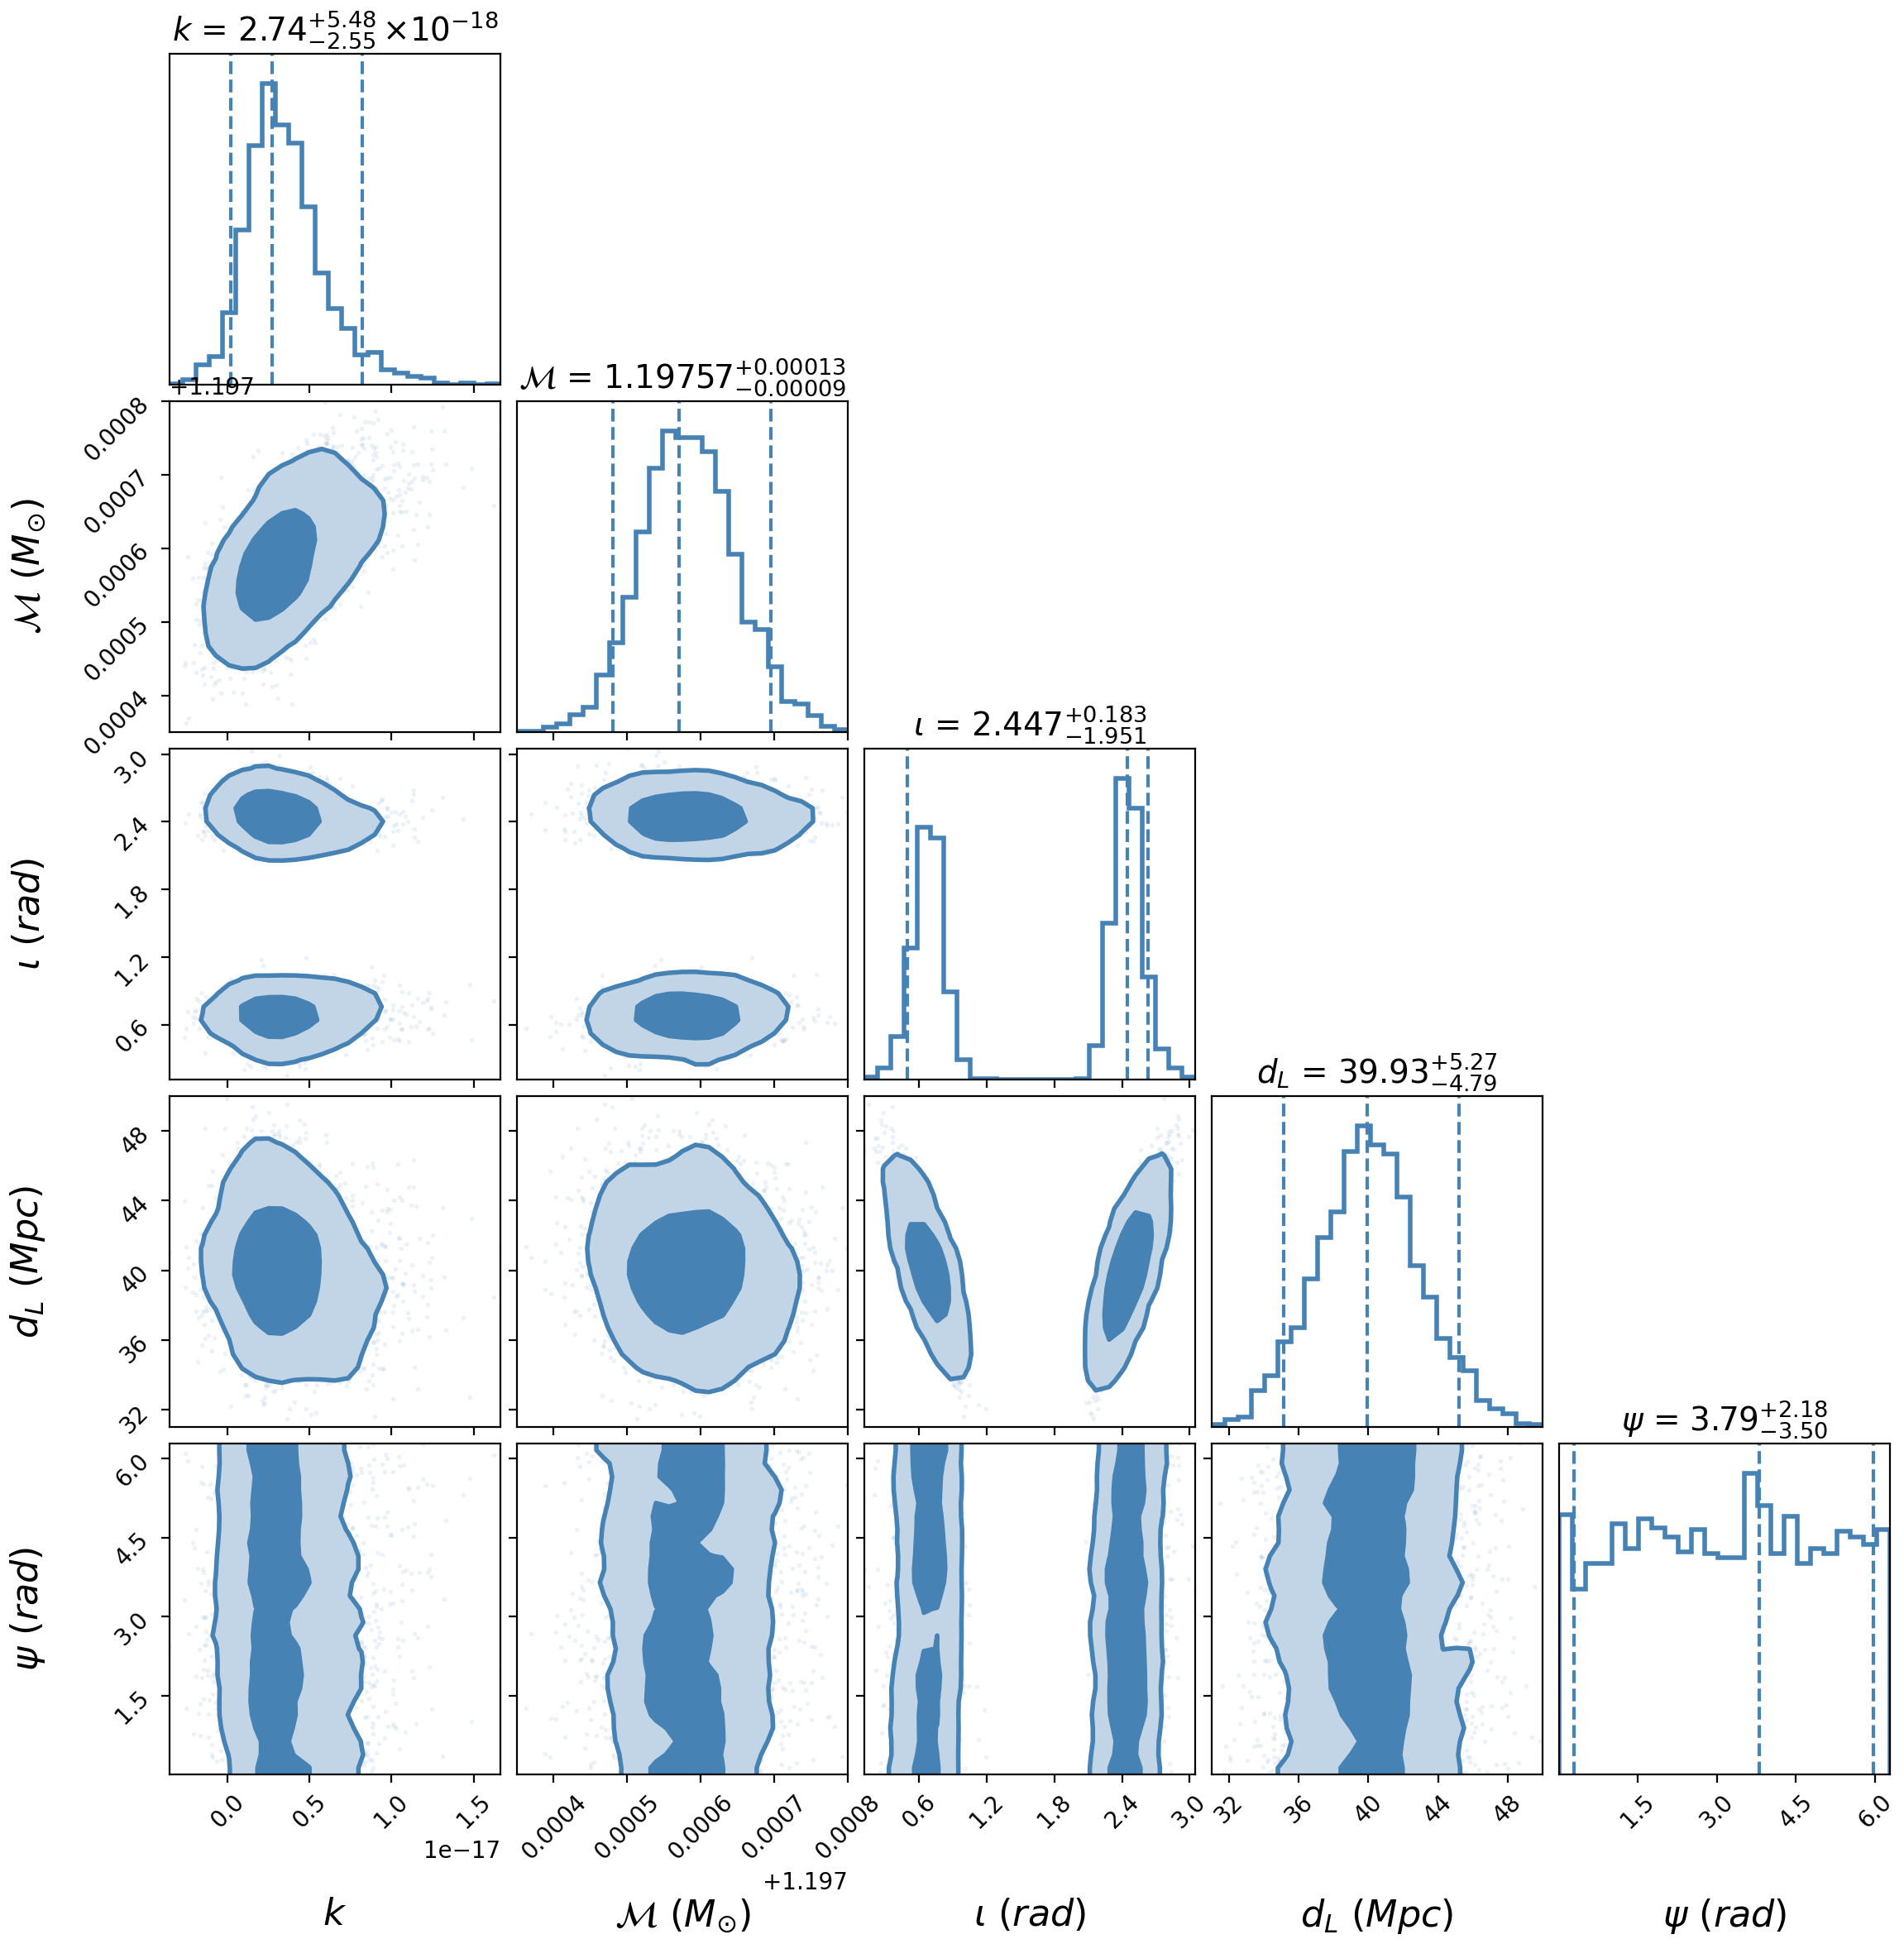 k = 2.74^{+5.48}_{-2.55} ×10^{-18}
+1.197
ℳ = 1.19757^{+0.00013}_{-0.00009}
0.0008
0.0007
0.0006
0.0005
0.0004
ℳ (M_⊙)
ι = 2.447^{+0.183}_{-1.951}
3.0
2.4
1.8
1.2
0.6
ι (rad)
d_L = 39.93^{+5.27}_{-4.79}
48
44
40
36
32
d_L (Mpc)
ψ = 3.79^{+2.18}_{-3.50}
6.0
4.5
3.0
1.5
ψ (rad)
0.0 0.5 1.0 1.5
1e−17
k
0.0004 0.0005 0.0006 0.0007 0.0008
+1.197
ℳ (M_⊙)
0.6 1.2 1.8 2.4 3.0
ι (rad)
32 36 40 44 48
d_L (Mpc)
1.5 3.0 4.5 6.0
ψ (rad)